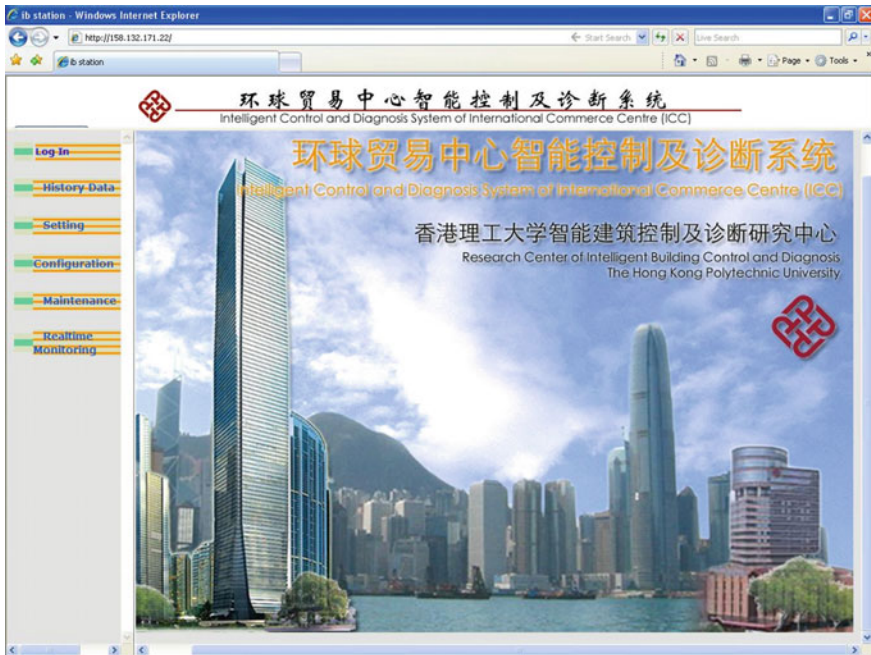 ib station - Windows Internet Explorer
http://158.132.171.22/
Start Search
Live Search
ib station
Page
Tools
环球贸易中心智能控制及诊断系统
Intelligent Control and Diagnosis System of International Commerce Centre (ICC)
Log In
History Data
Setting
Configuration
Maintenance
Realtime
Monitoring
环球贸易中心智能控制及诊断系统
Intelligent Control and Diagnosis System of International Commerce Centre (ICC)
香港理工大学智能建筑控制及诊断研究中心
Research Center of Intelligent Building Control and Diagnosis
The Hong Kong Polytechnic University